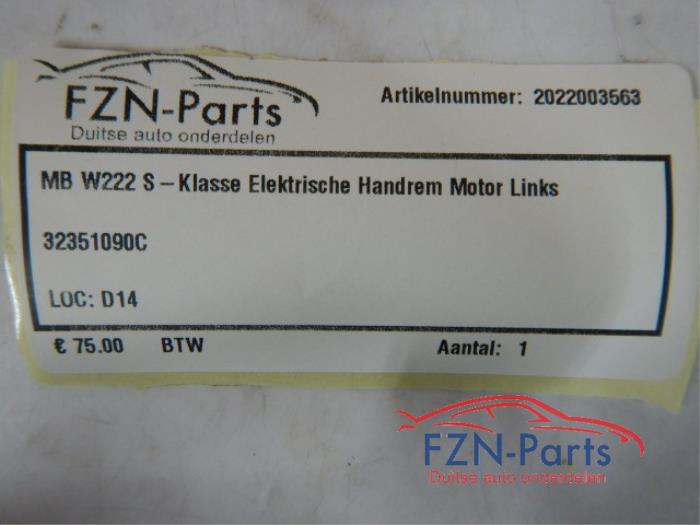 FZN-Parts
Duitse auto onderdelen
Artikelnummer: 2022003563
MB W222 S – Klasse Elektrische Handrem Motor Links
32351090C
LOC: D14
€ 75.00 BTW Aantal: 1
FZN-Parts
Duitse auto onderdelen